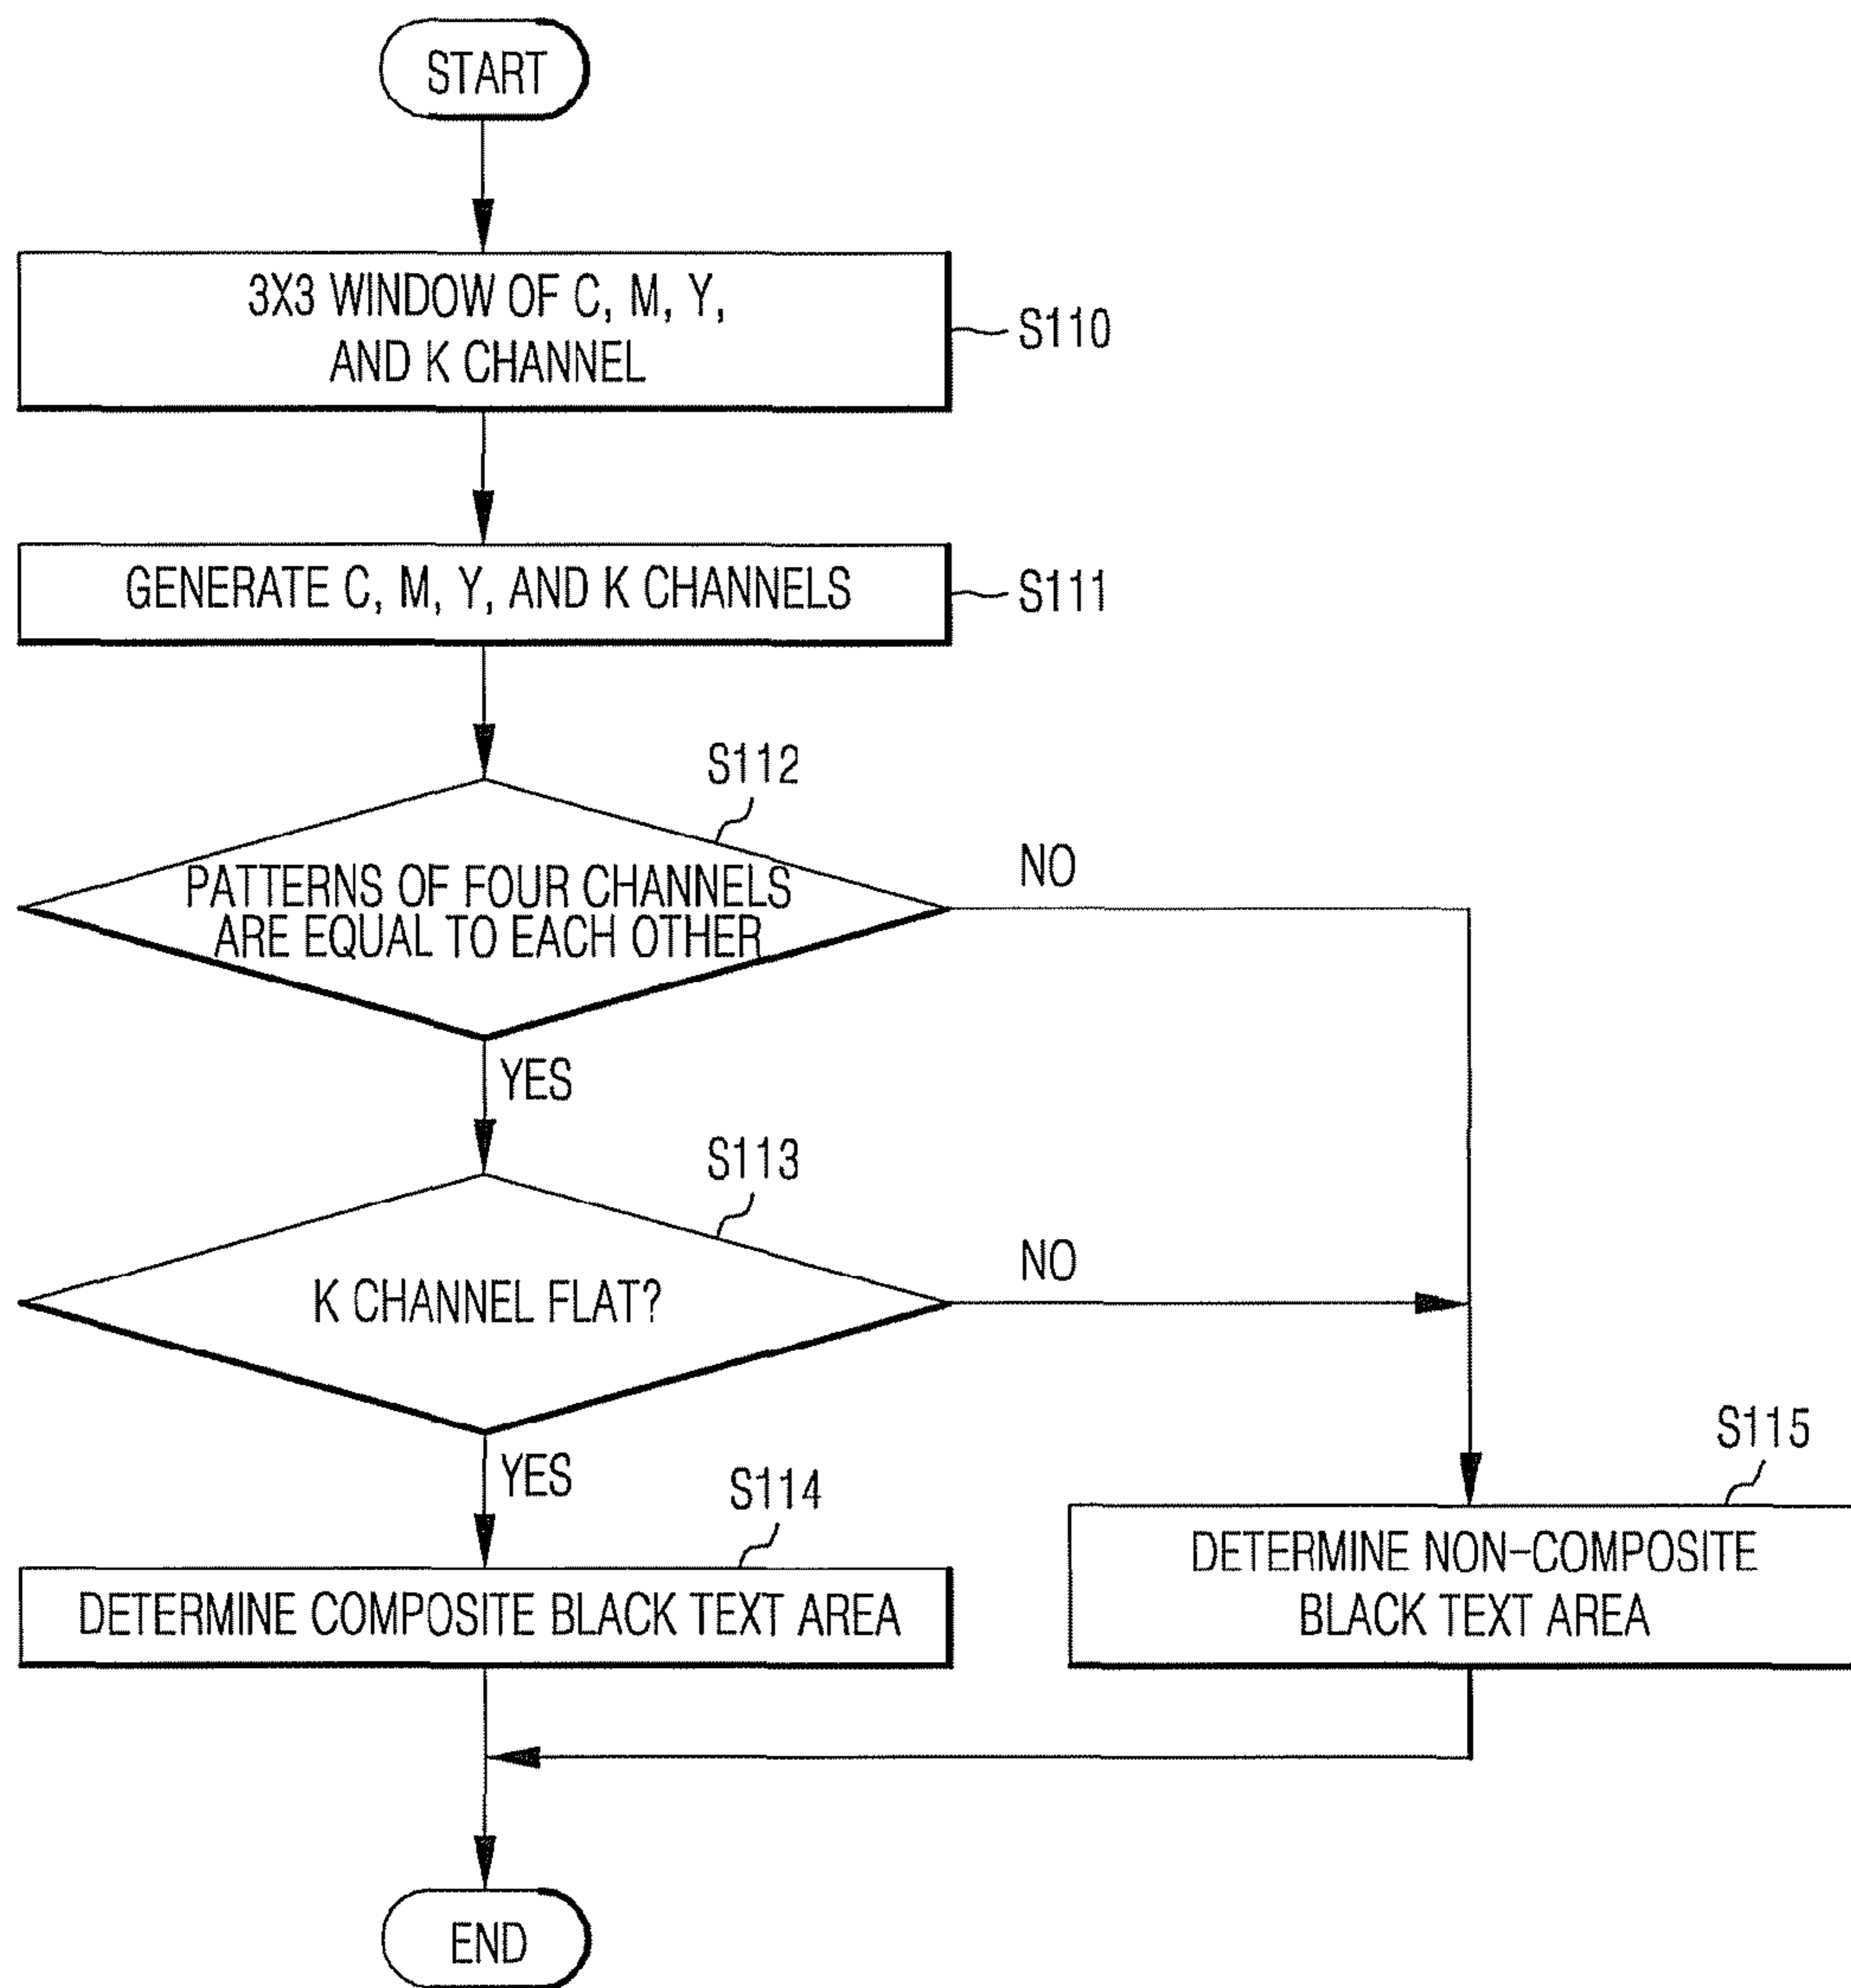 START
3X3 WINDOW OF C, M, Y,
AND K CHANNEL
S110
GENERATE C, M, Y, AND K CHANNELS
S111
S112
PATTERNS OF FOUR CHANNELS
ARE EQUAL TO EACH OTHER
NO
YES
S113
K CHANNEL FLAT?
NO
YES
S114
DETERMINE COMPOSITE BLACK TEXT AREA
S115
DETERMINE NON-COMPOSITE
BLACK TEXT AREA
END